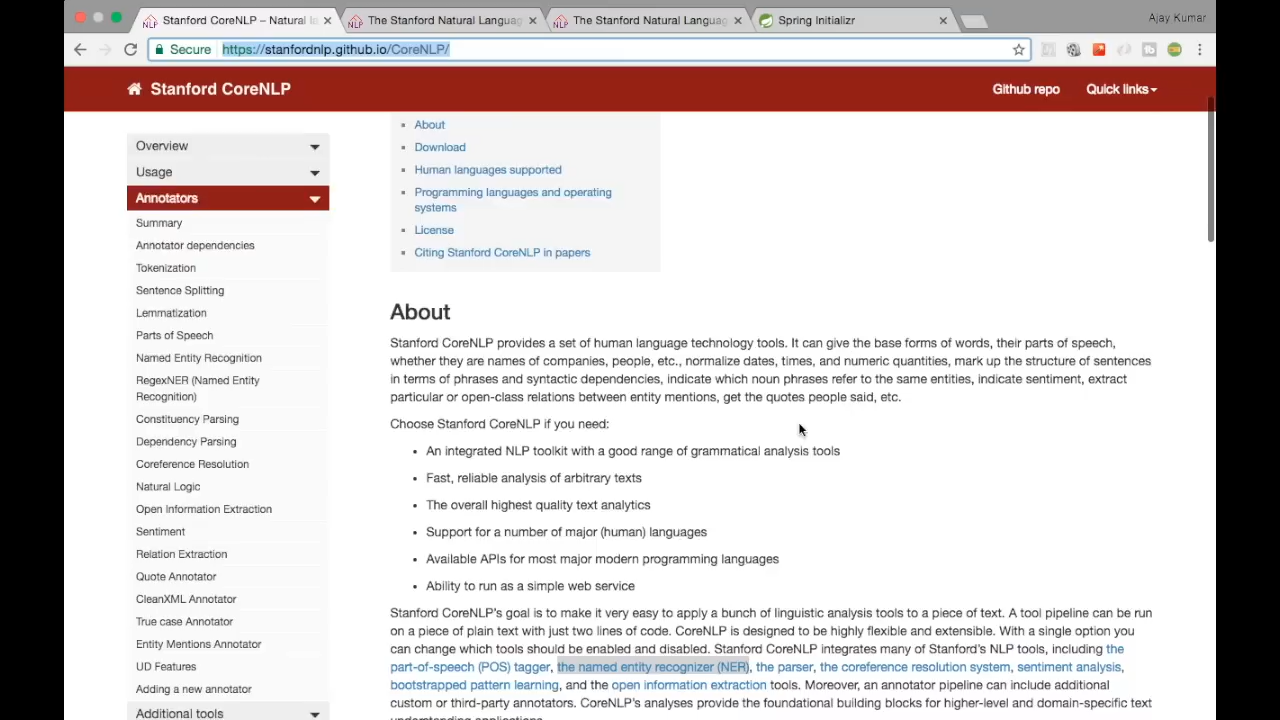 Stanford CoreNLP – Natural la
The Stanford Natural Languag
The Stanford Natural Languag
Spring Initializr
Ajay Kumar
Secure https://stanfordnlp.github.io/CoreNLP/
Stanford CoreNLP
Github repo
Quick links
Overview
Usage
Annotators
Summary
Annotator dependencies
Tokenization
Sentence Splitting
Lemmatization
Parts of Speech
Named Entity Recognition
RegexNER (Named Entity
Recognition)
Constituency Parsing
Dependency Parsing
Coreference Resolution
Natural Logic
Open Information Extraction
Sentiment
Relation Extraction
Quote Annotator
CleanXML Annotator
True case Annotator
Entity Mentions Annotator
UD Features
Adding a new annotator
Additional tools
About
Download
Human languages supported
Programming languages and operating
systems
License
Citing Stanford CoreNLP in papers
About
Stanford CoreNLP provides a set of human language technology tools. It can give the base forms of words, their parts of speech,
whether they are names of companies, people, etc., normalize dates, times, and numeric quantities, mark up the structure of sentences
in terms of phrases and syntactic dependencies, indicate which noun phrases refer to the same entities, indicate sentiment, extract
particular or open-class relations between entity mentions, get the quotes people said, etc.
Choose Stanford CoreNLP if you need:
• An integrated NLP toolkit with a good range of grammatical analysis tools
• Fast, reliable analysis of arbitrary texts
• The overall highest quality text analytics
• Support for a number of major (human) languages
• Available APIs for most major modern programming languages
• Ability to run as a simple web service
Stanford CoreNLP's goal is to make it very easy to apply a bunch of linguistic analysis tools to a piece of text. A tool pipeline can be run
on a piece of plain text with just two lines of code. CoreNLP is designed to be highly flexible and extensible. With a single option you
can change which tools should be enabled and disabled. Stanford CoreNLP integrates many of Stanford's NLP tools, including the
part-of-speech (POS) tagger, the named entity recognizer (NER), the parser, the coreference resolution system, sentiment analysis,
bootstrapped pattern learning, and the open information extraction tools. Moreover, an annotator pipeline can include additional
custom or third-party annotators. CoreNLP's analyses provide the foundational building blocks for higher-level and domain-specific text
understanding applications.